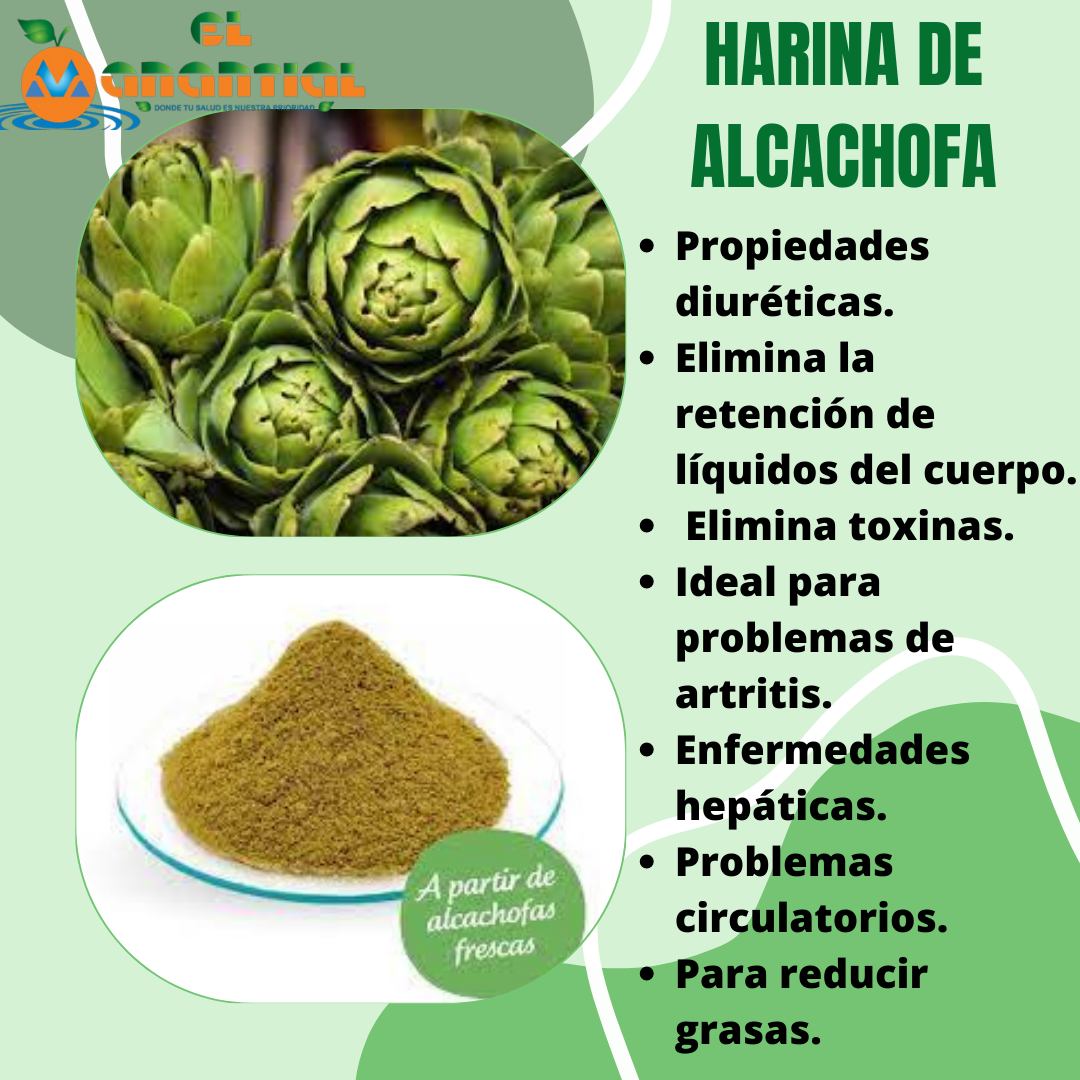 EL
MANANTIAL
DONDE TU SALUD ES NUESTRA PRIORIDAD
HARINA DE
ALCACHOFA
• Propiedades
diuréticas.
• Elimina la
retención de
líquidos del cuerpo.
• Elimina toxinas.
• Ideal para
problemas de
artritis.
• Enfermedades
hepáticas.
• Problemas
circulatorios.
• Para reducir
grasas.
A partir de
alcachofas
frescas